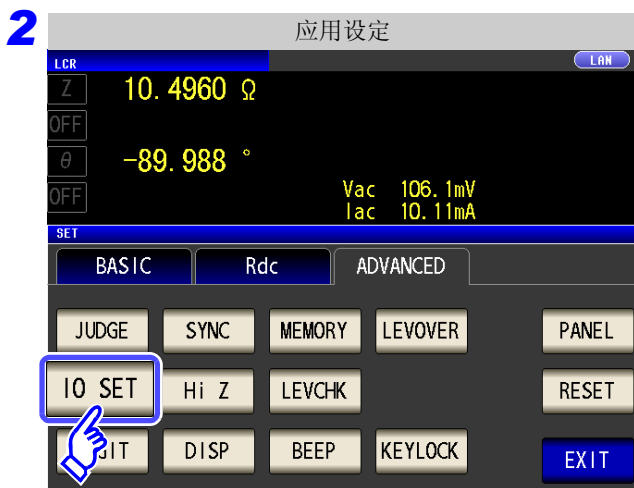 2
应用设定
LCR
LAN
Z 10.4960 Ω
OFF
θ -89.988 °
OFF
Vac 106.1mV
Iac 10.11mA
SET
BASIC Rdc ADVANCED
JUDGE SYNC MEMORY LEVOVER PANEL
IO SET Hi Z LEVCHK RESET
DISP BEEP KEYLOCK EXIT